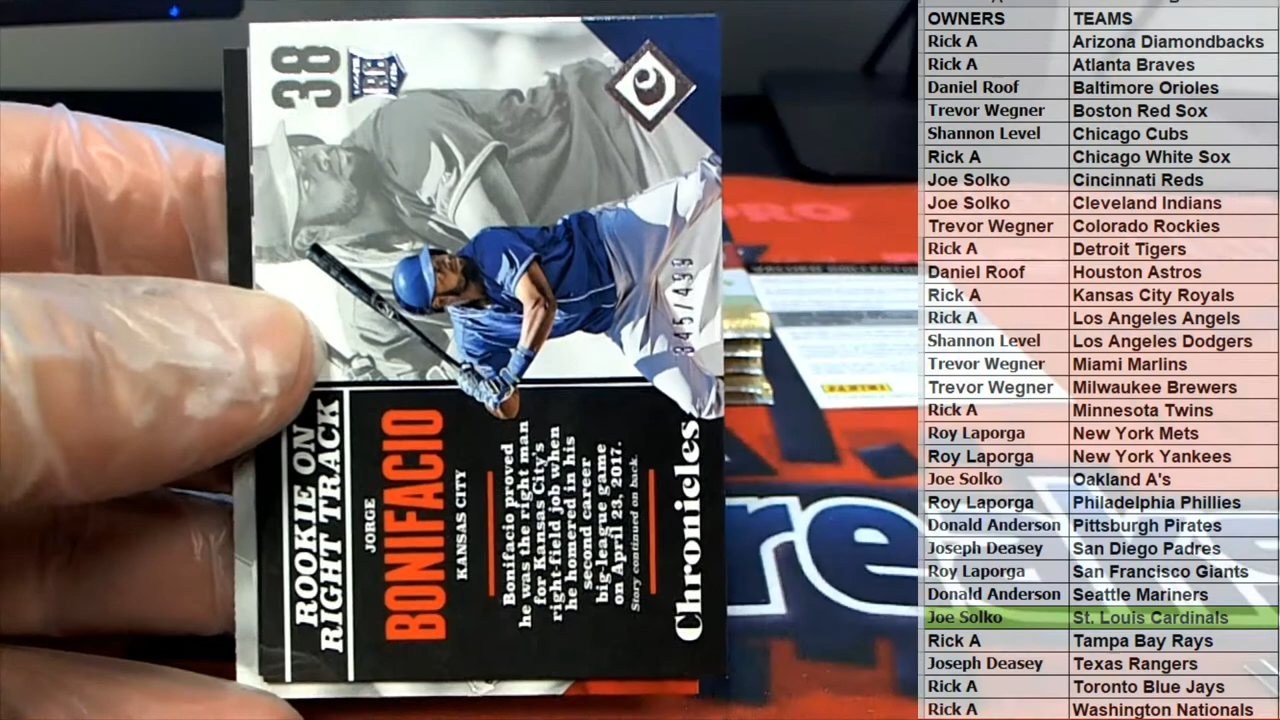 38
RC
C
345/499
ROOKIE ON
RIGHT TRACK
JORGE
BONIFACIO
KANSAS CITY
Bonifacio proved
he was the right man
for Kansas City's
right-field job when
he homered in his
second career
big-league game
on April 23, 2017.
Story continued on back.
Chronicles
PRO
PANINI
re
OWNERS TEAMS
Rick A Arizona Diamondbacks
Rick A Atlanta Braves
Daniel Roof Baltimore Orioles
Trevor Wegner Boston Red Sox
Shannon Level Chicago Cubs
Rick A Chicago White Sox
Joe Solko Cincinnati Reds
Joe Solko Cleveland Indians
Trevor Wegner Colorado Rockies
Rick A Detroit Tigers
Daniel Roof Houston Astros
Rick A Kansas City Royals
Rick A Los Angeles Angels
Shannon Level Los Angeles Dodgers
Trevor Wegner Miami Marlins
Trevor Wegner Milwaukee Brewers
Rick A Minnesota Twins
Roy Laporga New York Mets
Roy Laporga New York Yankees
Joe Solko Oakland A's
Roy Laporga Philadelphia Phillies
Donald Anderson Pittsburgh Pirates
Joseph Deasey San Diego Padres
Roy Laporga San Francisco Giants
Donald Anderson Seattle Mariners
Joe Solko St. Louis Cardinals
Rick A Tampa Bay Rays
Joseph Deasey Texas Rangers
Rick A Toronto Blue Jays
Rick A Washington Nationals